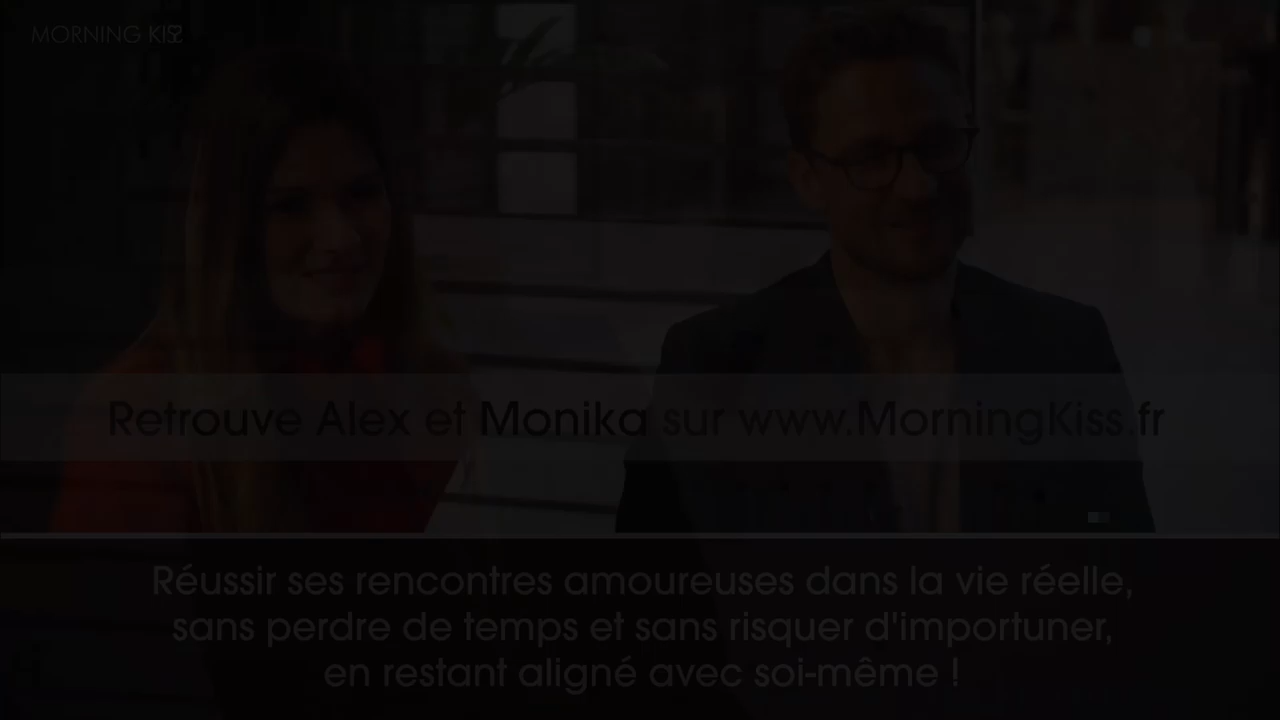 MORNING KISS
Retrouve Alex et Monika sur www.MorningKiss.fr
Réussir ses rencontres amoureuses dans la vie réelle,
sans perdre de temps et sans risquer d'importuner,
en restant aligné avec soi-même !